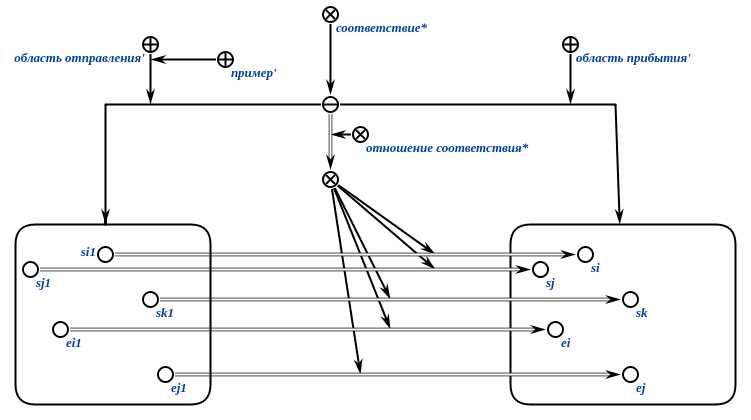 соответствие*
область отправления'
область прибытия'
пример'
отношение соответствия*
si1
si
sj1
sj
sk1
sk
ei1
ei
ej1
ej